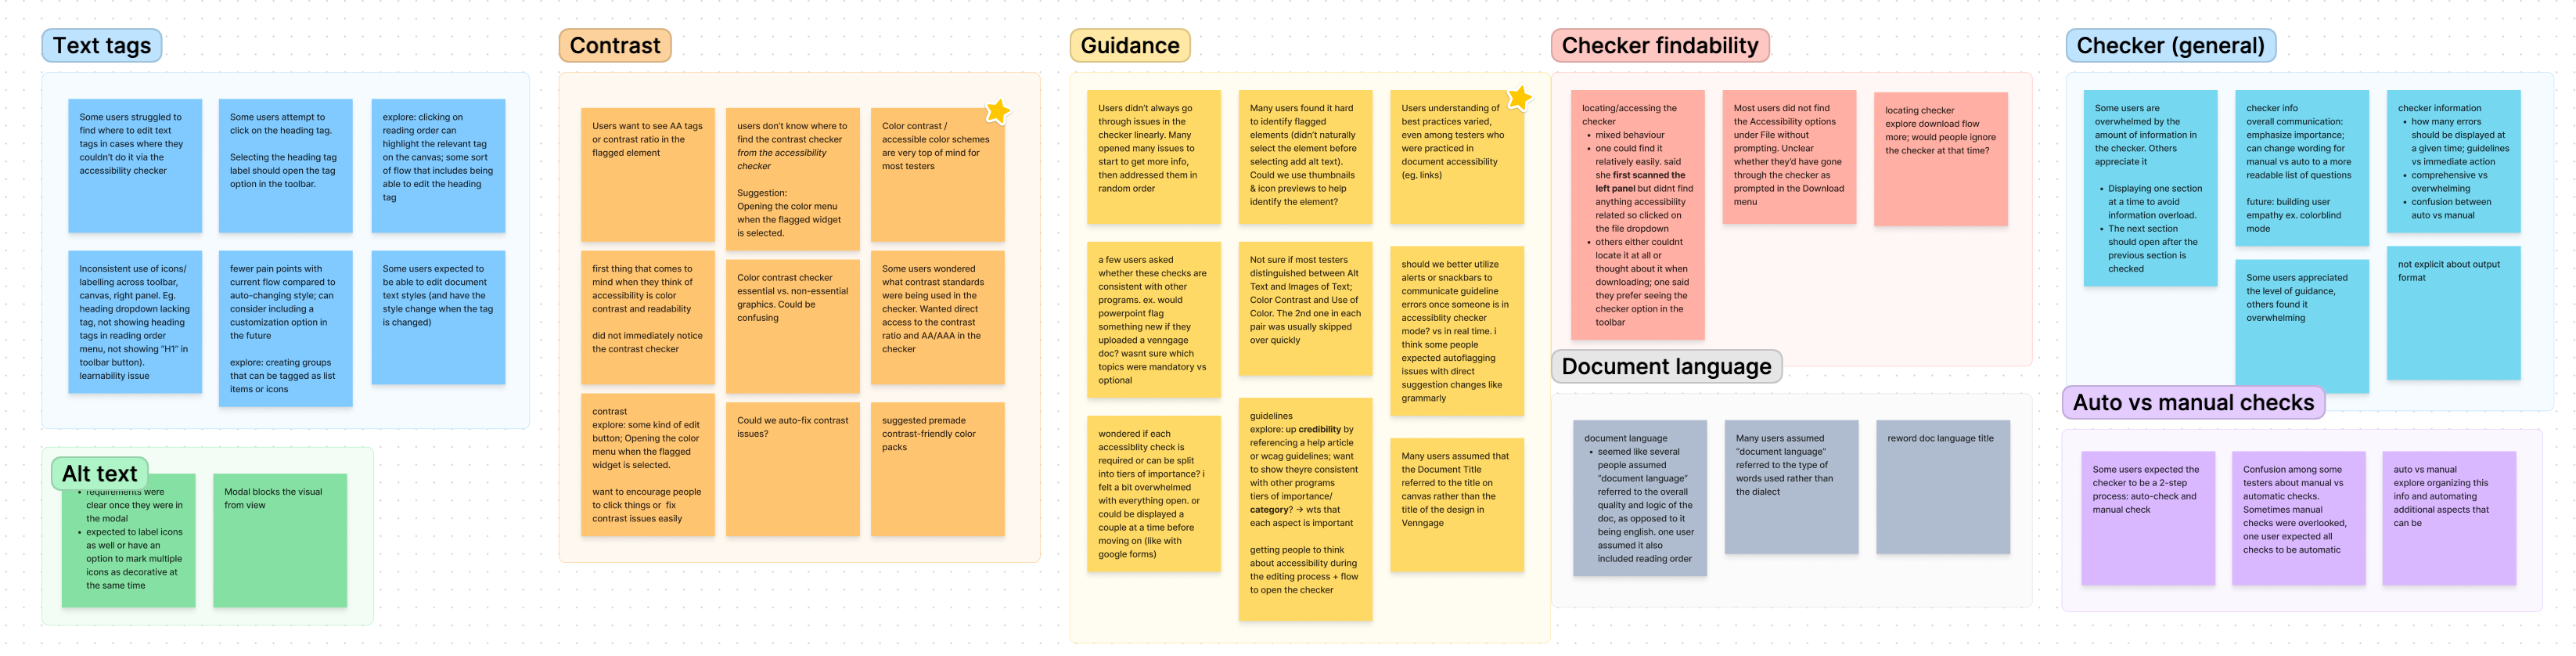 Text tags
Some users struggled to
find where to edit text
tags in cases where they
couldn't do it via the
accessibility checker
Some users attempt to
click on the heading tag.
Selecting the heading tag
label should open the tag
option in the toolbar.
explore: clicking on
reading order can
highlight the relevant tag
on the canvas; some sort
of flow that includes being
able to edit the heading
tag
Inconsistent use of icons/
labelling across toolbar,
canvas, right panel. Eg.
heading dropdown lacking
tag, not showing heading
tags in reading order
menu, not showing "H1" in
toolbar button).
learnability issue
fewer pain points with
current flow compared to
auto-changing style; can
consider including a
customization option in
the future
explore: creating groups
that can be tagged as list
items or icons
Some users expected to
be able to edit document
text styles (and have the
style change when the tag
is changed)
Alt text
• requirements were
clear once they were in
the modal
• expected to label icons
as well or have an
option to mark multiple
icons as decorative at
the same time
Modal blocks the visual
from view
Contrast
Users want to see AA tags
or contrast ratio in the
flagged element
users don't know where to
find the contrast checker
from the accessibility
checker
Suggestion:
Opening the color menu
when the flagged widget
is selected.
Color contrast /
accessible color schemes
are very top of mind for
most testers
first thing that comes to
mind when they think of
accessibility is color
contrast and readability
did not immediately notice
the contrast checker
Color contrast checker
essential vs. non-essential
graphics. Could be
confusing
Some users wondered
what contrast standards
were being used in the
checker. Wanted direct
access to the contrast
ratio and AA/AAA in the
checker
contrast
explore: some kind of edit
button; Opening the color
menu when the flagged
widget is selected.
want to encourage people
to click things or  fix
contrast issues easily
Could we auto-fix contrast
issues?
suggested premade
contrast-friendly color
packs
Guidance
Users didn't always go
through issues in the
checker linearly. Many
opened many issues to
start to get more info,
then addressed them in
random order
Many users found it hard
to identify flagged
elements (didn't naturally
select the element before
selecting add alt text).
Could we use thumbnails
& icon previews to help
identify the element?
Users understanding of
best practices varied,
even among testers who
were practiced in
document accessibility
(eg. links)
a few users asked
whether these checks are
consistent with other
programs. ex. would
powerpoint flag
something new if they
uploaded a venngage
doc? wasnt sure which
topics were mandatory vs
optional
Not sure if most testers
distinguished between Alt
Text and Images of Text;
Color Contrast and Use of
Color. The 2nd one in each
pair was usually skipped
over quickly
should we better utilize
alerts or snackbars to
communicate guideline
errors once someone is in
accessiblity checker
mode? vs in real time. i
think some people
expected autoflagging
issues with direct
suggestion changes like
grammarly
wondered if each
accessiblity check is
required or can be split
into tiers of importance? i
felt a bit overwhelmed
with everything open. or
could be displayed a
couple at a time before
moving on (like with
google forms)
guidelines
explore: up credibility by
referencing a help article
or wcag guidelines; want
to show theyre consistent
with other programs
tiers of importance/
category? → wts that
each aspect is important
getting people to think
about accessibility during
the editing process + flow
to open the checker
Many users assumed that
the Document Title
referred to the title on
canvas rather than the
title of the design in
Venngage
Checker findability
locating/accessing the
checker
• mixed behaviour
• one could find it
relatively easily. said
she first scanned the
left panel but didnt find
anything accessibility
related so clicked on
the file dropdown
• others either couldnt
locate it at all or
thought about it when
downloading; one said
they prefer seeing the
checker option in the
toolbar
Most users did not find
the Accessibility options
under File without
prompting. Unclear
whether they'd have gone
through the checker as
prompted in the Download
menu
locating checker
explore download flow
more; would people ignore
the checker at that time?
Document language
document language
• seemed like several
people assumed
"document language"
referred to the overall
quality and logic of the
doc, as opposed to it
being english. one user
assumed it also
included reading order
Many users assumed
"document language"
referred to the type of
words used rather than
the dialect
reword doc language title
Checker (general)
Some users are
overwhelmed by the
amount of information in
the checker. Others
appreciate it
• Displaying one section
at a time to avoid
information overload.
• The next section
should open after the
previous section is
checked
checker info
overall communication:
emphasize importance;
can change wording for
manual vs auto to a more
readable list of questions
future: building user
empathy ex. colorblind
mode
checker information
• how many errors
should be displayed at
a given time; guidelines
vs immediate action
• comprehensive vs
overwhelming
• confusion between
auto vs manual
Some users appreciated
the level of guidance,
others found it
overwhelming
not explicit about output
format
Auto vs manual checks
Some users expected the
checker to be a 2-step
process: auto-check and
manual check
Confusion among some
testers about manual vs
automatic checks.
Sometimes manual
checks were overlooked,
one user expected all
checks to be automatic
auto vs manual
explore organizing this
info and automating
additional aspects that
can be